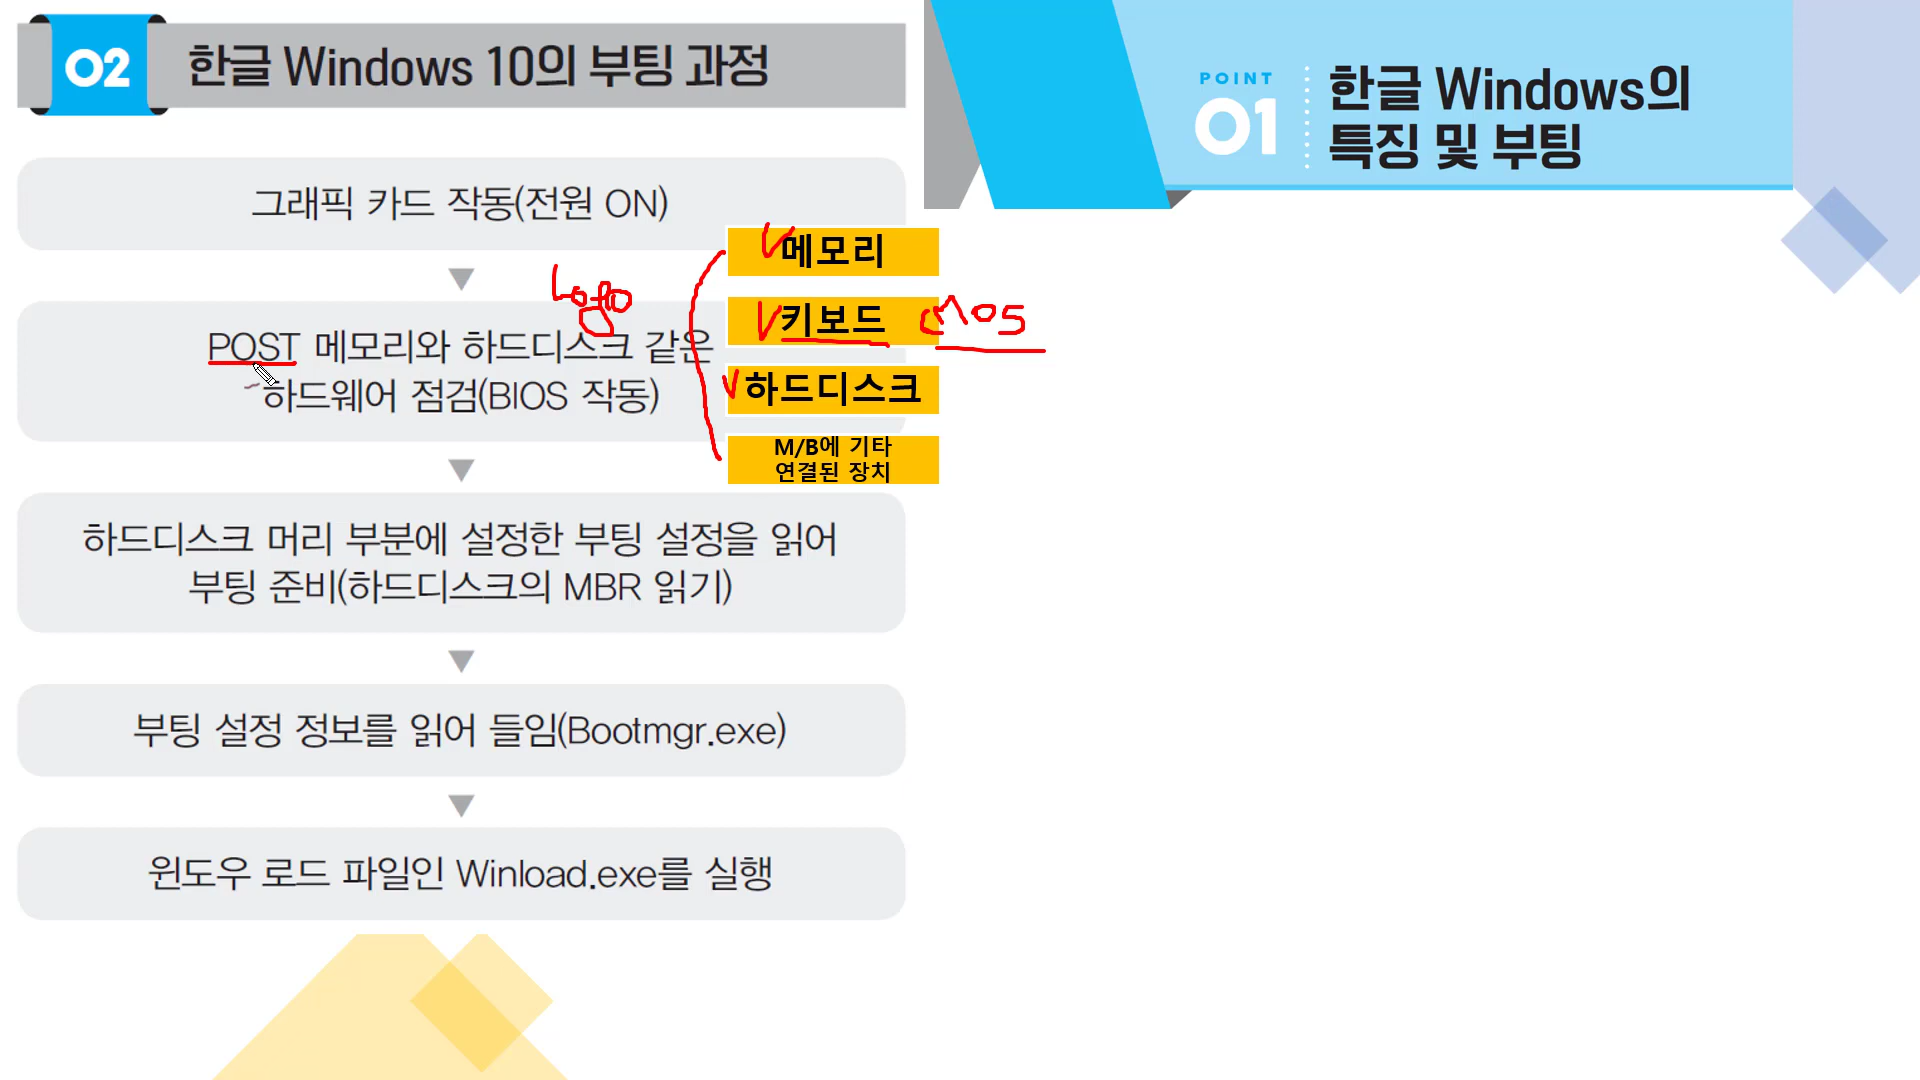 02 한글 Windows 10의 부팅 과정
POINT
01
한글 Windows의
특징 및 부팅
그래픽 카드 작동(전원 ON)
POST 메모리와 하드디스크 같은
하드웨어 점검(BIOS 작동)
메모리
키보드
cmos
하드디스크
M/B에 기타
연결된 장치
하드디스크 머리 부분에 설정한 부팅 설정을 읽어
부팅 준비(하드디스크의 MBR 읽기)
부팅 설정 정보를 읽어 들임(Bootmgr.exe)
윈도우 로드 파일인 Winload.exe를 실행